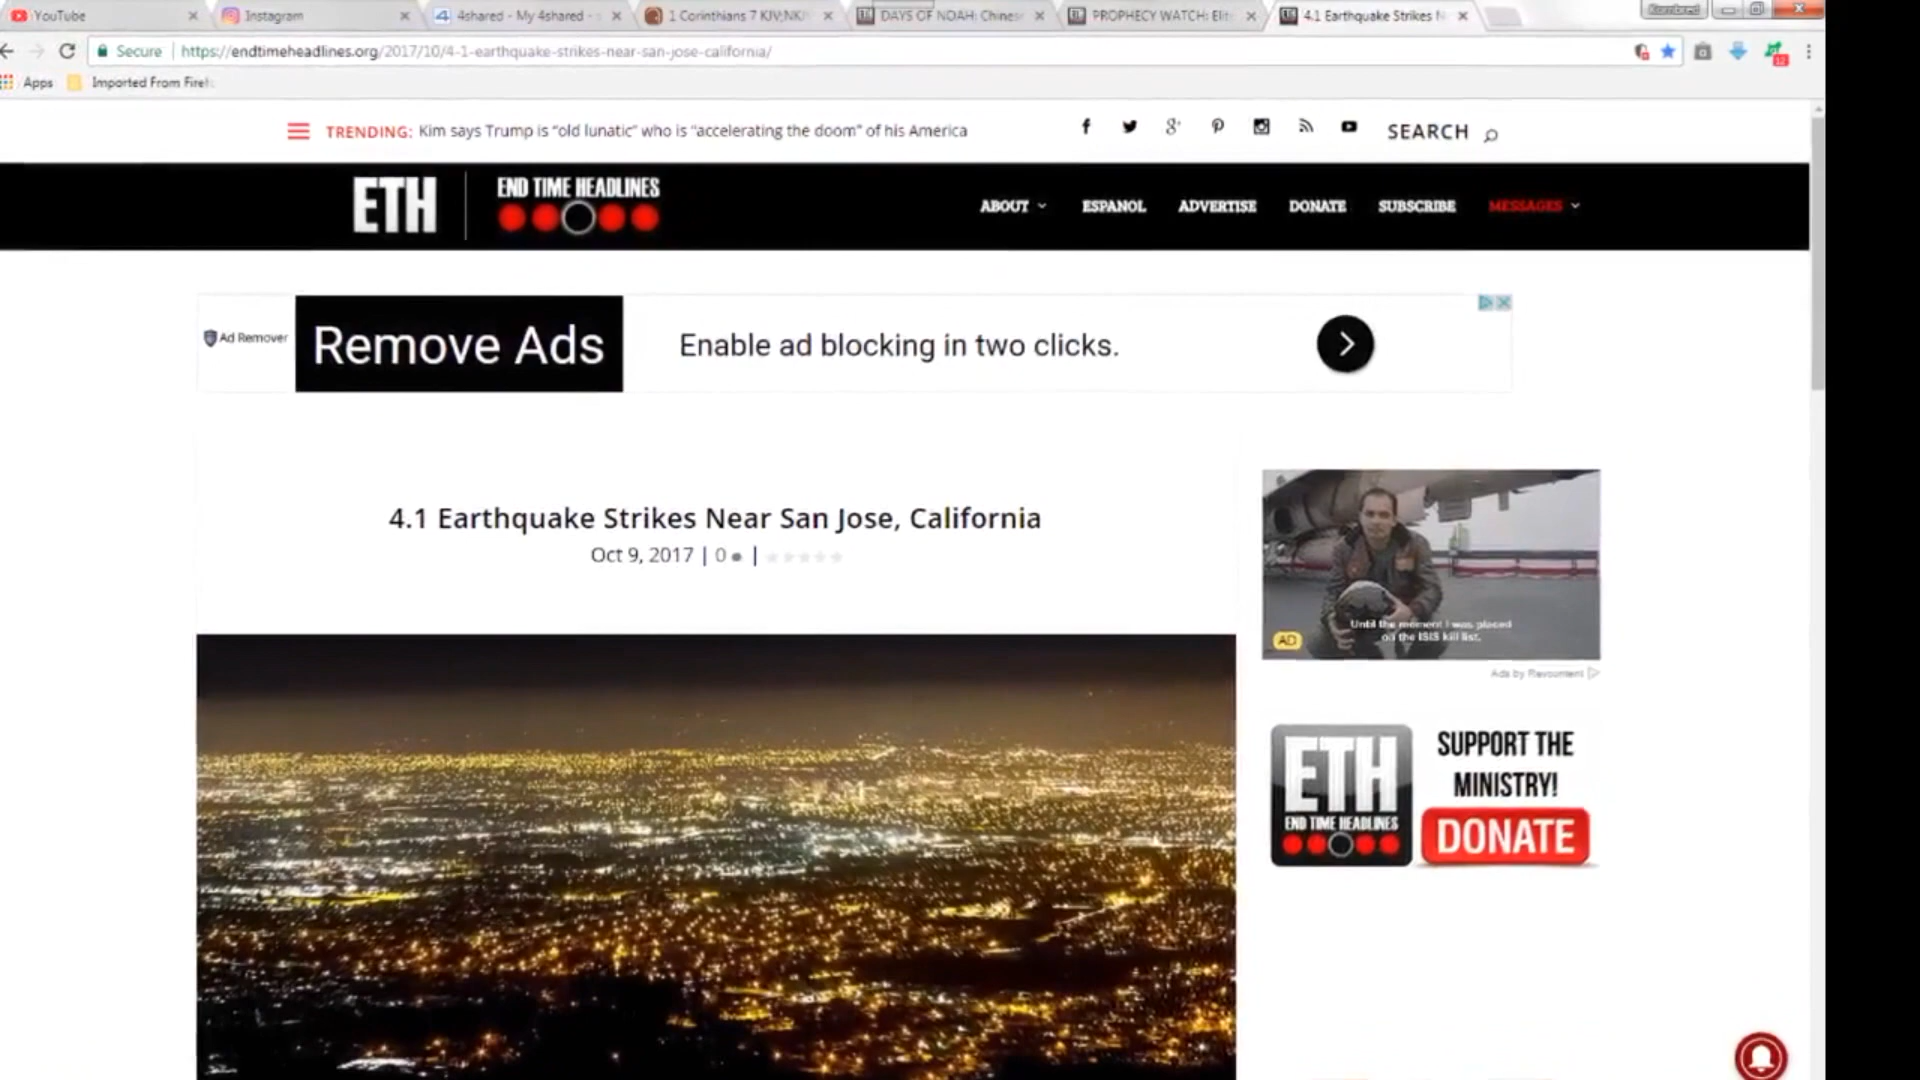 YouTube
Instagram
4shared - My 4shared -
1 Corinthians 7 KJV;NKJV
DAYS OF NOAH: Chines
PROPHECY WATCH: Elit
4.1 Earthquake Strikes N
Secure
https://endtimeheadlines.org/2017/10/4-1-earthquake-strikes-near-san-jose-california/
Apps
Imported From Firef
TRENDING: Kim says Trump is "old lunatic" who is "accelerating the doom" of his America
SEARCH
ETH
END TIME HEADLINES
ABOUT
ESPANOL
ADVERTISE
DONATE
SUBSCRIBE
MESSAGES
Ad Remover
Remove Ads
Enable ad blocking in two clicks.
4.1 Earthquake Strikes Near San Jose, California
Oct 9, 2017 | 0 |
Until the moment I was placed
on the ISIS kill list.
AD
Ads by Revcontent
ETH
END TIME HEADLINES
SUPPORT THE
MINISTRY!
DONATE